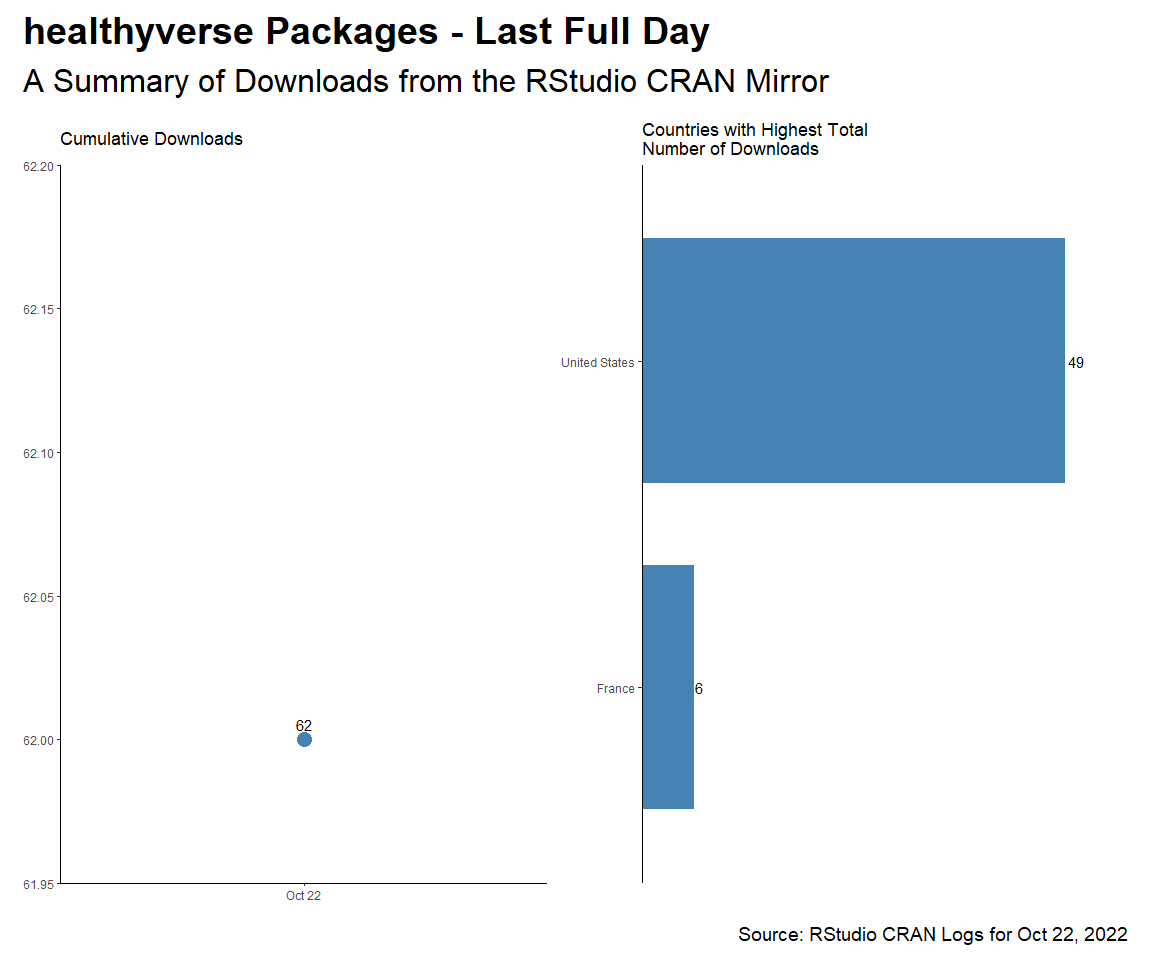 healthyverse Packages - Last Full Day
A Summary of Downloads from the RStudio CRAN Mirror
Cumulative Downloads
62.20
62.15
62.10
62.05
62.00
61.95
62
Oct 22
Countries with Highest Total
Number of Downloads
United States
49
France
6
Source: RStudio CRAN Logs for Oct 22, 2022